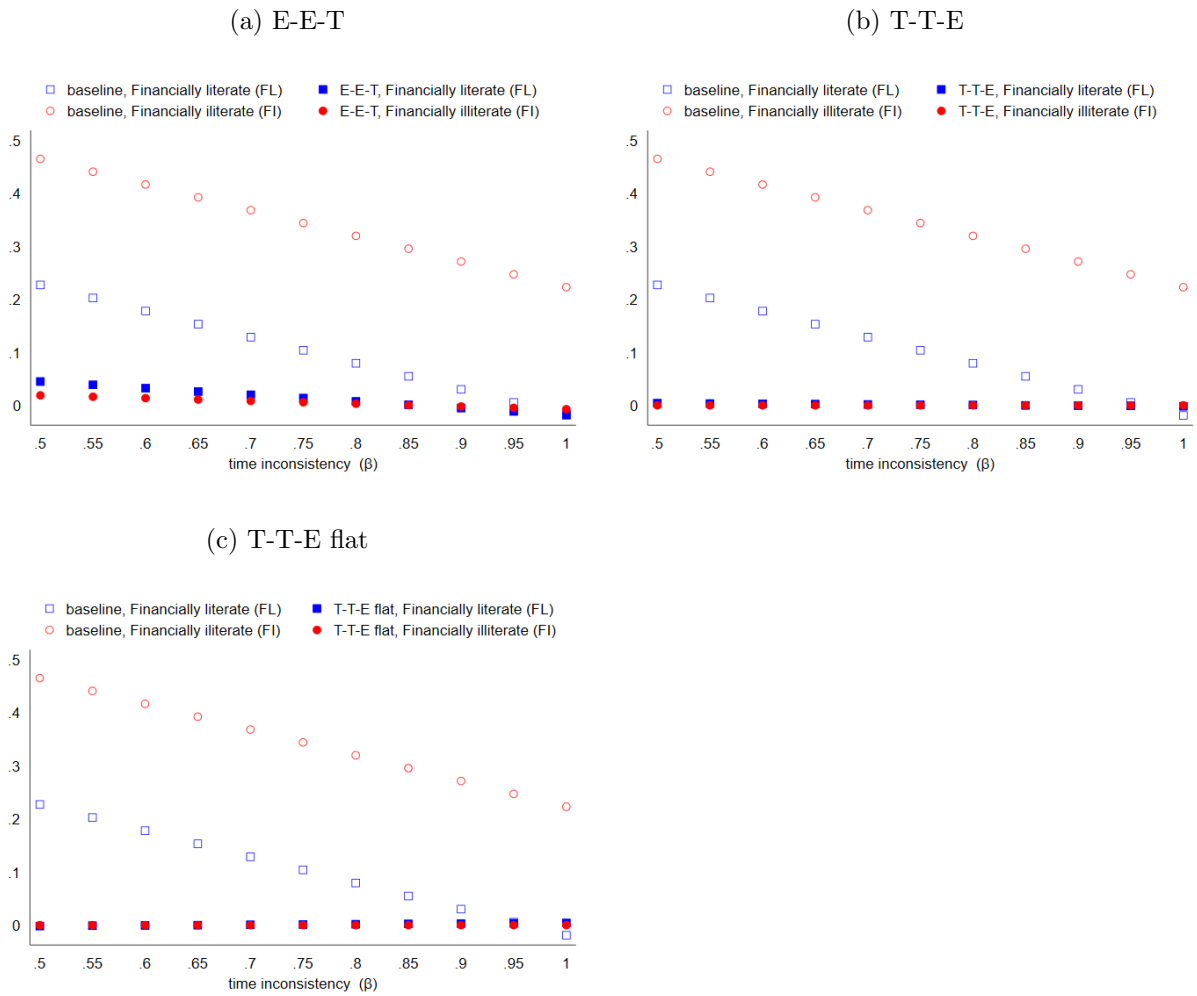 (a) E-E-T
baseline, Financially literate (FL) E-E-T, Financially literate (FL)
baseline, Financially illiterate (FI) E-E-T, Financially illiterate (FI)
.5
.4
.3
.2
.1
0
.5 .55 .6 .65 .7 .75 .8 .85 .9 .95 1
time inconsistency (β)
(b) T-T-E
baseline, Financially literate (FL) T-T-E, Financially literate (FL)
baseline, Financially illiterate (FI) T-T-E, Financially illiterate (FI)
.5
.4
.3
.2
.1
0
.5 .55 .6 .65 .7 .75 .8 .85 .9 .95 1
time inconsistency (β)
(c) T-T-E flat
baseline, Financially literate (FL) T-T-E flat, Financially literate (FL)
baseline, Financially illiterate (FI) T-T-E flat, Financially illiterate (FI)
.5
.4
.3
.2
.1
0
.5 .55 .6 .65 .7 .75 .8 .85 .9 .95 1
time inconsistency (β)